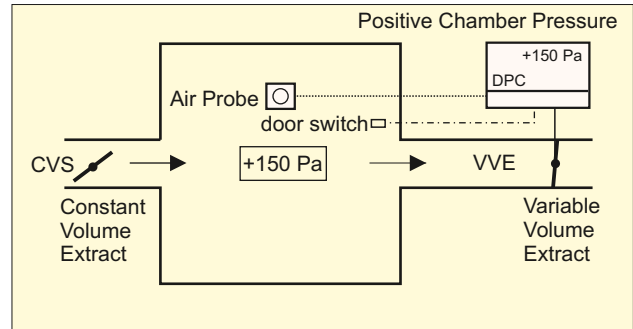 Positive Chamber Pressure
+150 Pa
DPC
Air Probe
door switch
CVS
+150 Pa
VVE
Constant
Volume
Extract
Variable
Volume
Extract